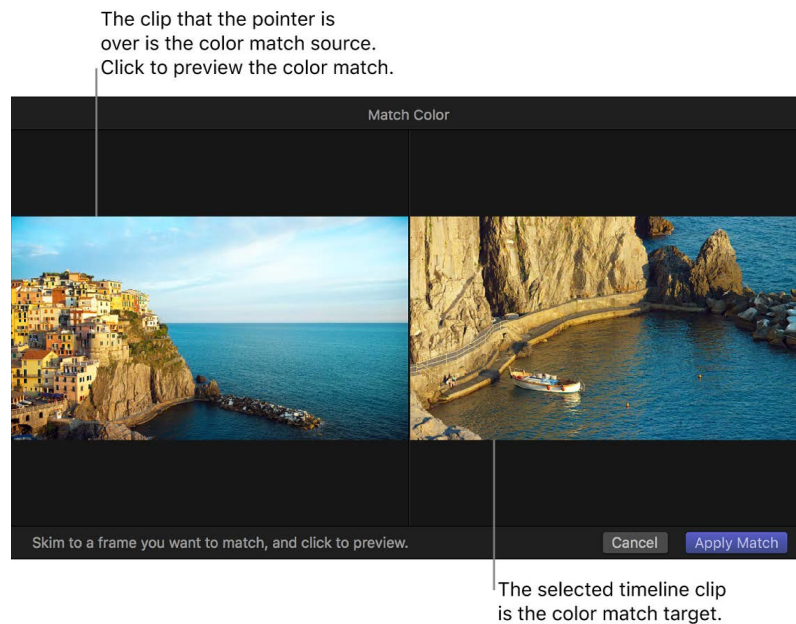 The clip that the pointer is
over is the color match source.
Click to preview the color match.
Match Color
Skim to a frame you want to match, and click to preview.
Cancel
Apply Match
The selected timeline clip
is the color match target.